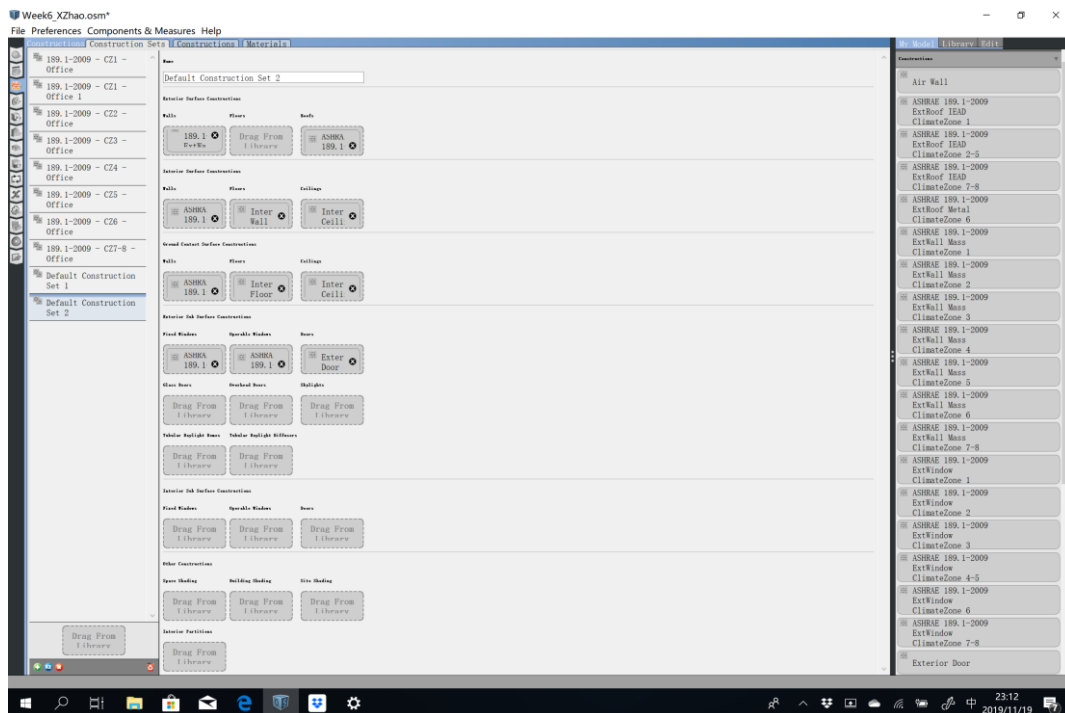 Week6_XZhao.osm*
File Preferences Components & Measures Help
Constructions Construction Sets Constructions Materials
My Model Library Edit
189.1-2009 - CZ1 -
Office
189.1-2009 - CZ1 -
Office 1
189.1-2009 - CZ2 -
Office
189.1-2009 - CZ3 -
Office
189.1-2009 - CZ4 -
Office
189.1-2009 - CZ5 -
Office
189.1-2009 - CZ6 -
Office
189.1-2009 - CZ7-8 -
Office
Default Construction
Set 1
Default Construction
Set 2
Drag From
Library
Name
Default Construction Set 2
Exterior Surface Constructions
Walls Floors Roofs
189.1 Drag From ASHRA
ExtWa Library 189.1
Interior Surface Constructions
Walls Floors Ceilings
ASHRA Inter Inter
189.1 Wall Ceili
Ground Contact Surface Constructions
Walls Floors Ceilings
ASHRA Inter Inter
189.1 Floor Ceili
Exterior Sub Surface Constructions
Fixed Windows Operable Windows Doors
ASHRA ASHRA Exter
189.1 189.1 Door
Glass Doors Overhead Doors Skylights
Drag From Drag From Drag From
Library Library Library
Tubular Daylight Domes Tubular Daylight Diffusers
Drag From Drag From
Library Library
Interior Sub Surface Constructions
Fixed Windows Operable Windows Doors
Drag From Drag From Drag From
Library Library Library
Other Constructions
Space Shading Building Shading Site Shading
Drag From Drag From Drag From
Library Library Library
Interior Partitions
Drag From
Library
Constructions
Air Wall
ASHRAE 189.1-2009
ExtRoof IEAD
ClimateZone 1
ASHRAE 189.1-2009
ExtRoof IEAD
ClimateZone 2-5
ASHRAE 189.1-2009
ExtRoof IEAD
ClimateZone 7-8
ASHRAE 189.1-2009
ExtRoof Metal
ClimateZone 6
ASHRAE 189.1-2009
ExtWall Mass
ClimateZone 1
ASHRAE 189.1-2009
ExtWall Mass
ClimateZone 2
ASHRAE 189.1-2009
ExtWall Mass
ClimateZone 3
ASHRAE 189.1-2009
ExtWall Mass
ClimateZone 4
ASHRAE 189.1-2009
ExtWall Mass
ClimateZone 5
ASHRAE 189.1-2009
ExtWall Mass
ClimateZone 6
ASHRAE 189.1-2009
ExtWall Mass
ClimateZone 7-8
ASHRAE 189.1-2009
ExtWindow
ClimateZone 1
ASHRAE 189.1-2009
ExtWindow
ClimateZone 2
ASHRAE 189.1-2009
ExtWindow
ClimateZone 3
ASHRAE 189.1-2009
ExtWindow
ClimateZone 4-5
ASHRAE 189.1-2009
ExtWindow
ClimateZone 6
ASHRAE 189.1-2009
ExtWindow
ClimateZone 7-8
Exterior Door
中
23:12
2019/11/19